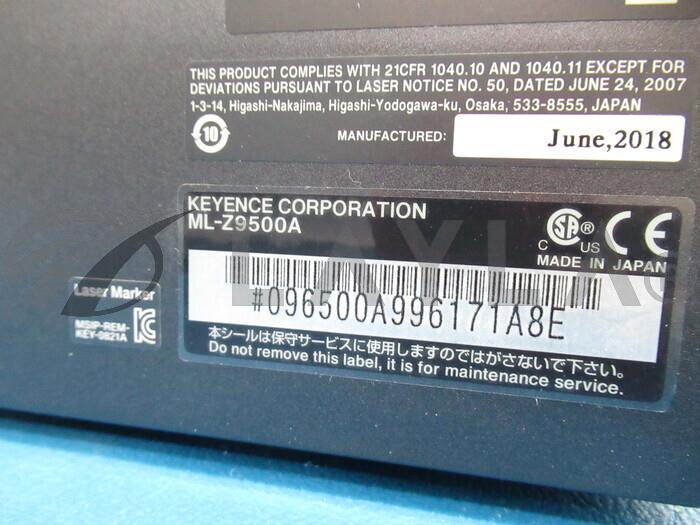 THIS PRODUCT COMPLIES WITH 21CFR 1040.10 AND 1040.11 EXCEPT FOR
DEVIATIONS PURSUANT TO LASER NOTICE NO. 50, DATED JUNE 24, 2007
1-3-14, Higashi-Nakajima, Higashi-Yodogawa-ku, Osaka, 533-8555, JAPAN
10
MANUFACTURED: June,2018
KEYENCE CORPORATION
ML-Z9500A
C SA ® US CE
MADE IN JAPAN
#096500A996171A8E
本シールは保守サービスに使用しますのではがさないで下さい。
Do not remove this label, it is for maintenance service.
Laser Marker
MSIP-REM-
KEY-0821A
LAYLA